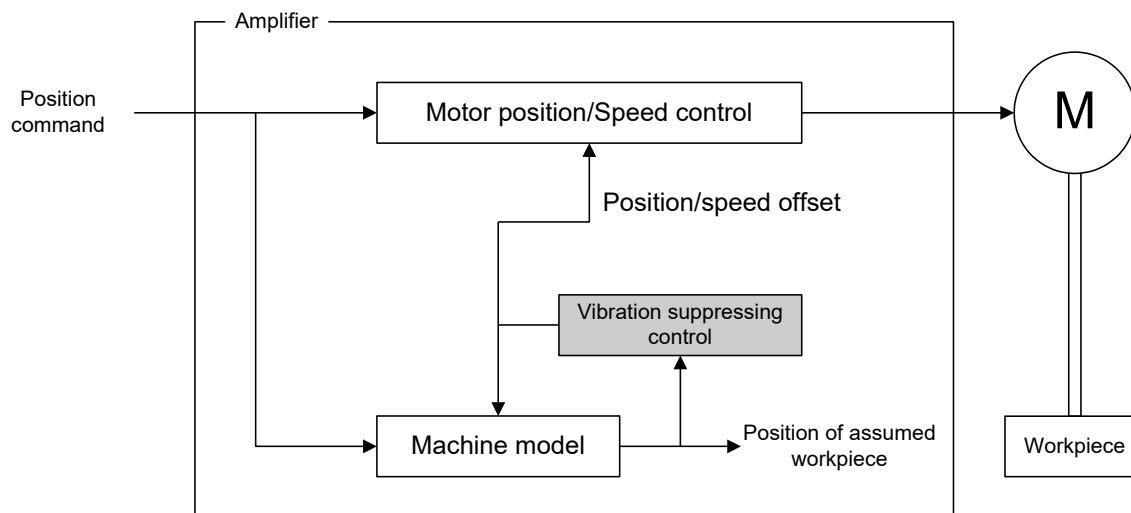 Amplifier
Position
command
Motor position/Speed control
M
Position/speed offset
Vibration suppressing
control
Machine model
Position of assumed
workpiece
Workpiece